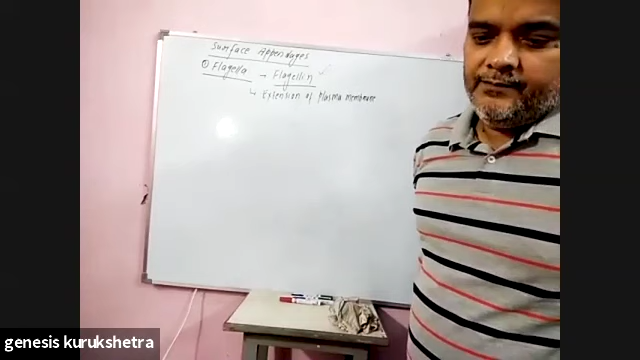 Surface Appendages
① Flagella → Flagellin ✓
↳ Extension of Plasma membrane
genesis kurukshetra